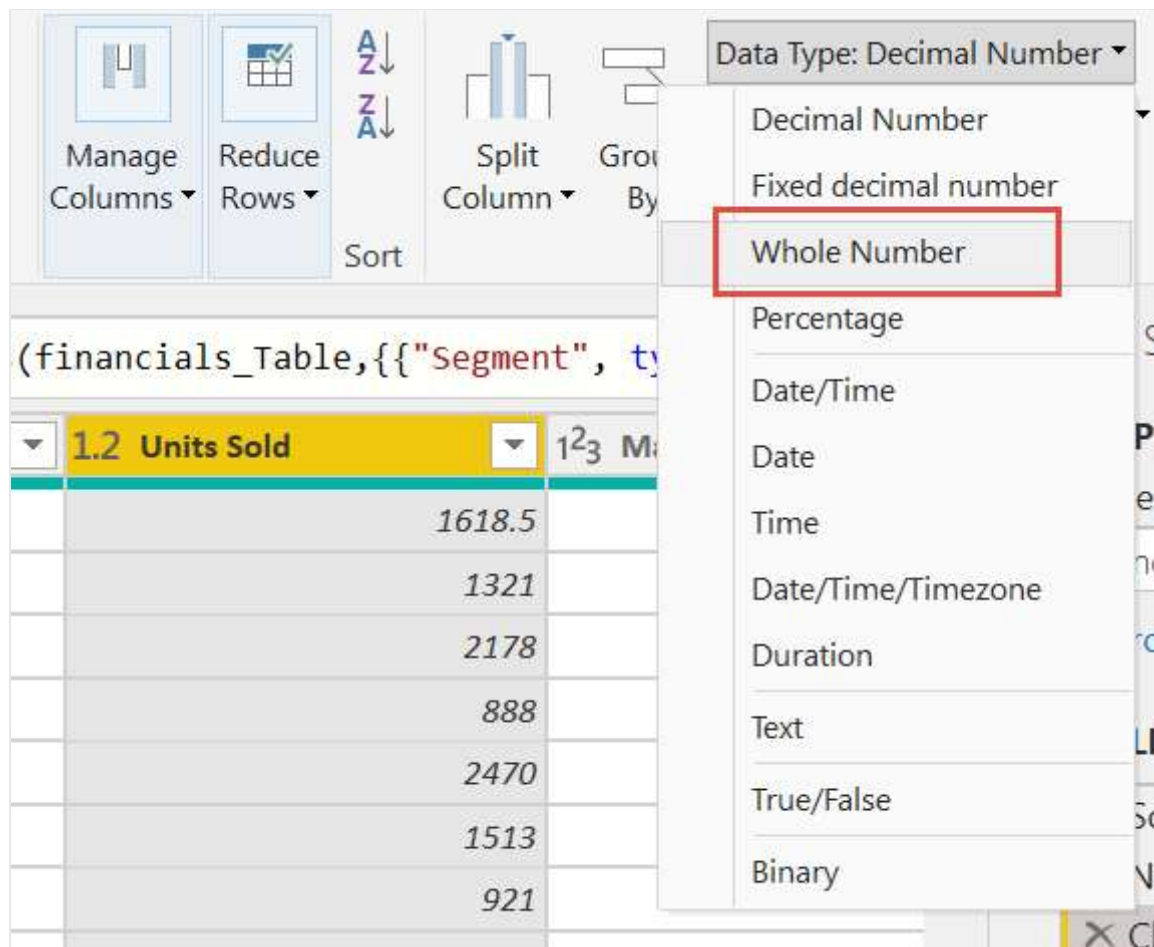 Manage
Columns
Reduce
Rows
A
Z
Z
A
Sort
Split
Column
By
Data Type: Decimal Number
Decimal Number
Fixed decimal number
Whole Number
Percentage
Date/Time
Date
Time
Date/Time/Timezone
Duration
Text
True/False
Binary
(financials_Table,{{"Segment",
1.2 Units Sold
1²3
1618.5
1321
2178
888
2470
1513
921